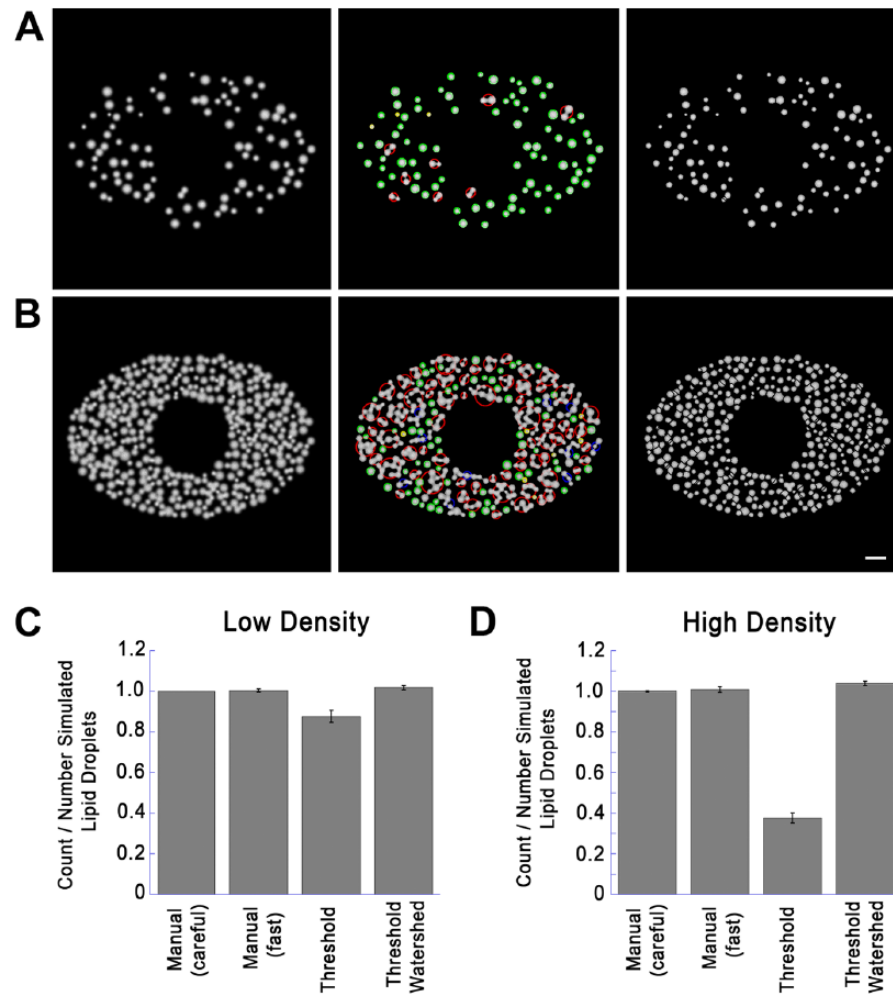 A
B
C
Low Density
Count / Number Simulated
Lipid Droplets
1.2
1.0
0.8
0.6
0.4
0.2
0
Manual
(careful)
Manual
(fast)
Threshold
Threshold
Watershed
D
High Density
Count / Number Simulated
Lipid Droplets
1.2
1.0
0.8
0.6
0.4
0.2
0
Manual
(careful)
Manual
(fast)
Threshold
Threshold
Watershed